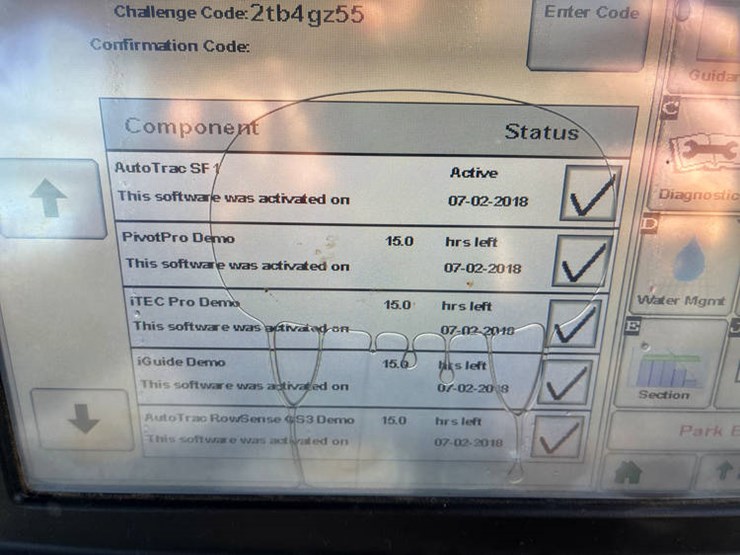 Challenge Code:2tb4gz55
Enter Code
Confirmation Code:
Component Status
AutoTrac SF1 Active
This software was activated on 07-02-2018
PivotPro Demo 15.0 hrs left
This software was activated on 07-02-2018
iTEC Pro Demo 15.0 hrs left
This software was activated on 07-02-2018
iGuide Demo 15.0 hrs left
This software was activated on 07-02-2018
AutoTrac RowSense GS3 Demo 15.0 hrs left
This software was activated on 07-02-2018
Guidan
C
Diagnostic
D
Water Mgmt
E
Section
Park B